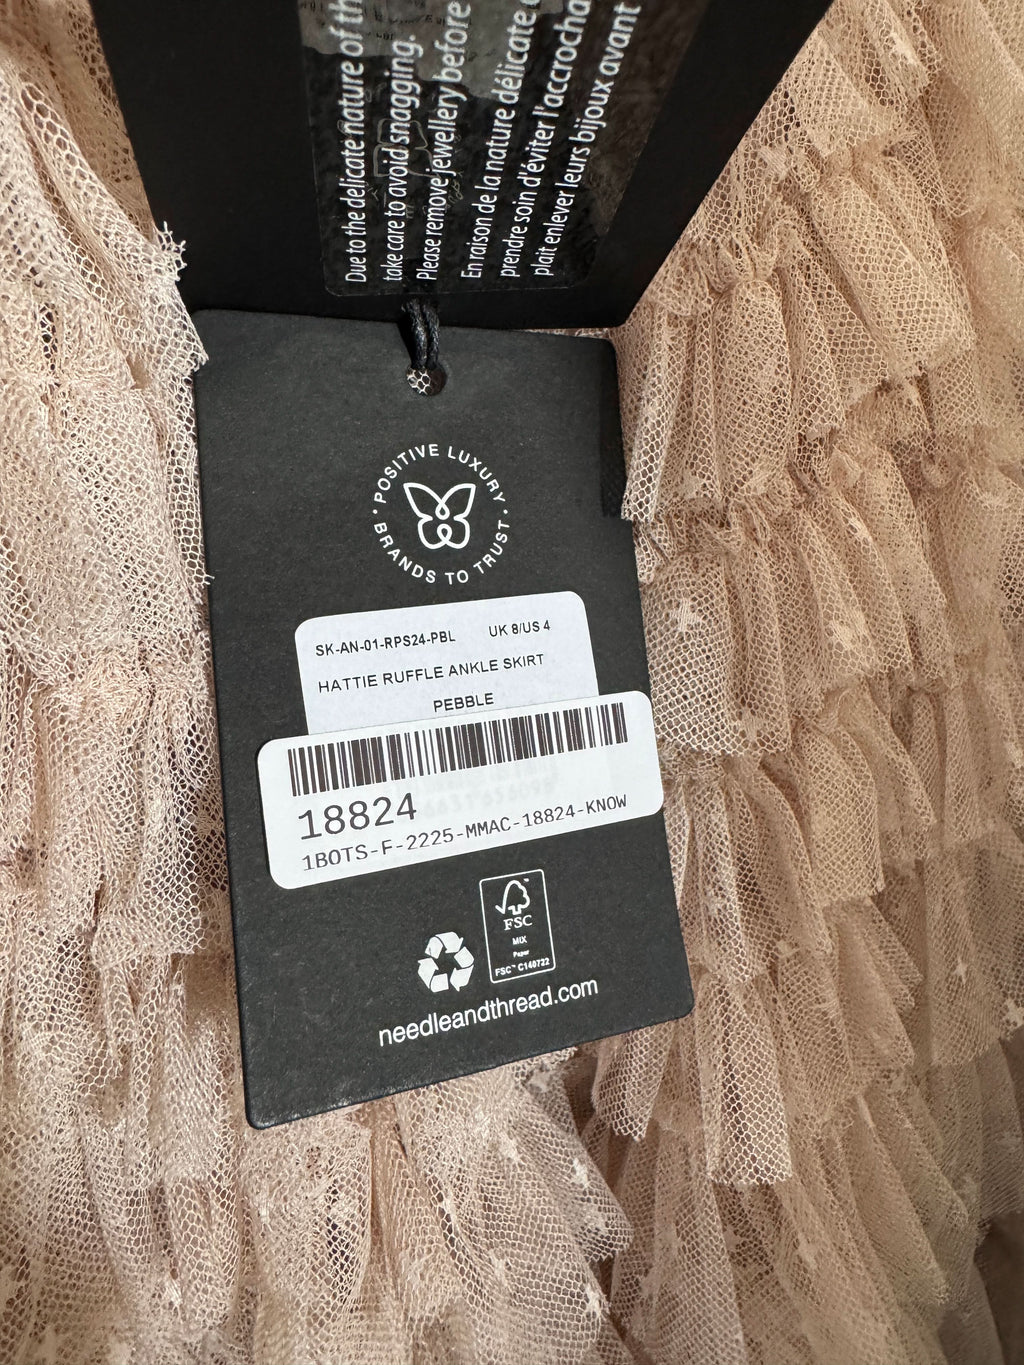 Due to the delicate nature of th
take care to avoid snagging.
Please remove jewellery before
En raison de la nature délicate
prendre soin d'éviter l'accrocha
plait enlever leurs bijoux avant
POSITIVE LUXURY
BRANDS TO TRUST
SK-AN-01-RPS24-PBL UK 8/US 4
HATTIE RUFFLE ANKLE SKIRT
PEBBLE
18824
1BOTS-F-2225-MMAC-18824-KNOW
FSC
MIX
Paper
FSC™ C140722
needleandthread.com